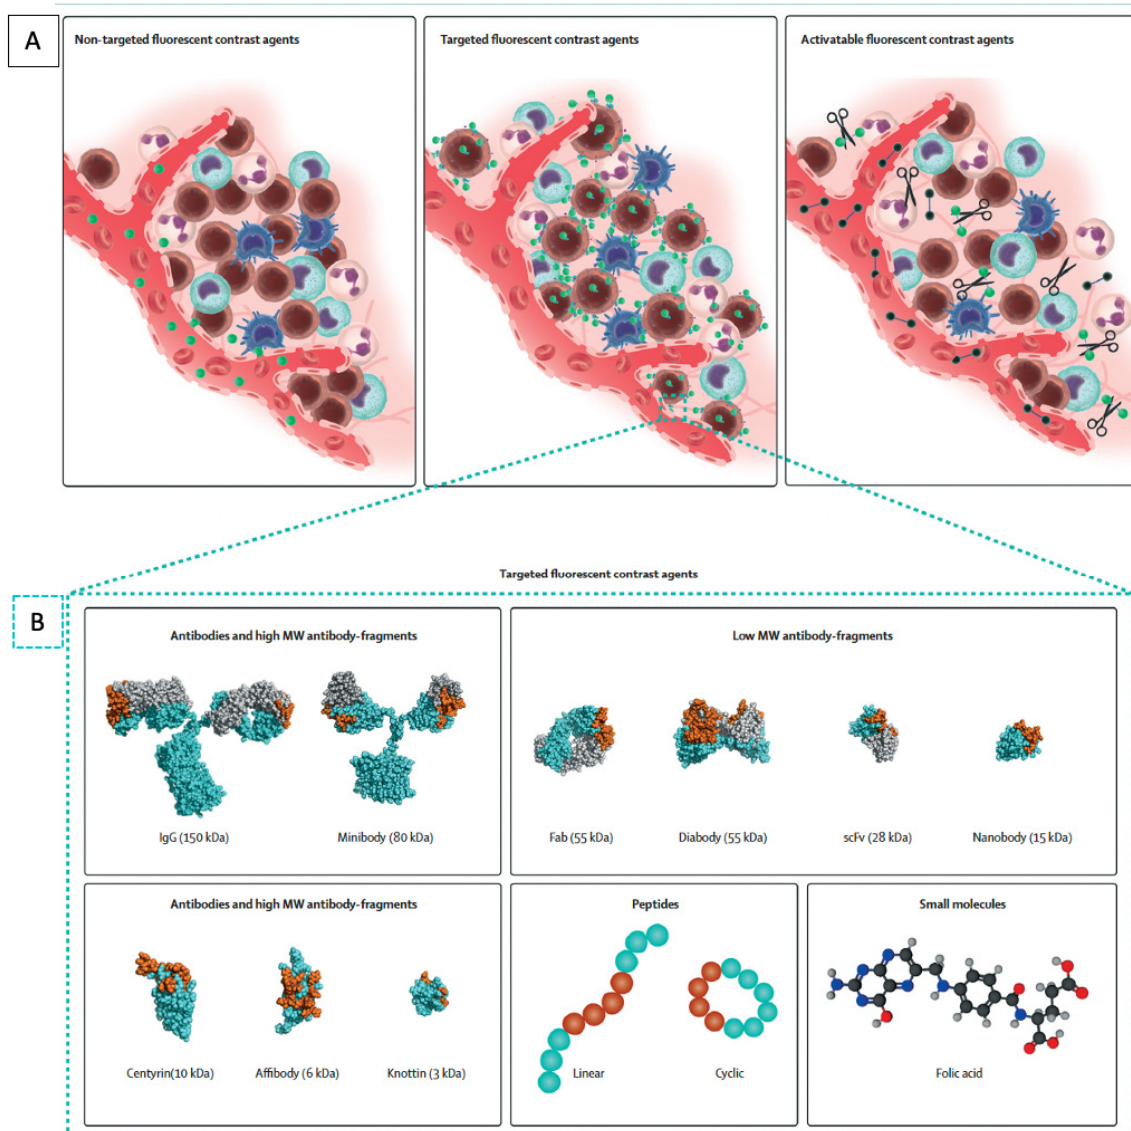 A
Non-targeted fluorescent contrast agents
Targeted fluorescent contrast agents
Activatable fluorescent contrast agents
Targeted fluorescent contrast agents
B
Antibodies and high MW antibody-fragments
Low MW antibody-fragments
IgG (150 kDa)
Minibody (80 kDa)
Fab (55 kDa)
Diabody (55 kDa)
scFv (28 kDa)
Nanobody (15 kDa)
Antibodies and high MW antibody-fragments
Peptides
Small molecules
Centyrin(10 kDa)
Affibody (6 kDa)
Knottin (3 kDa)
Linear
Cyclic
Folic acid